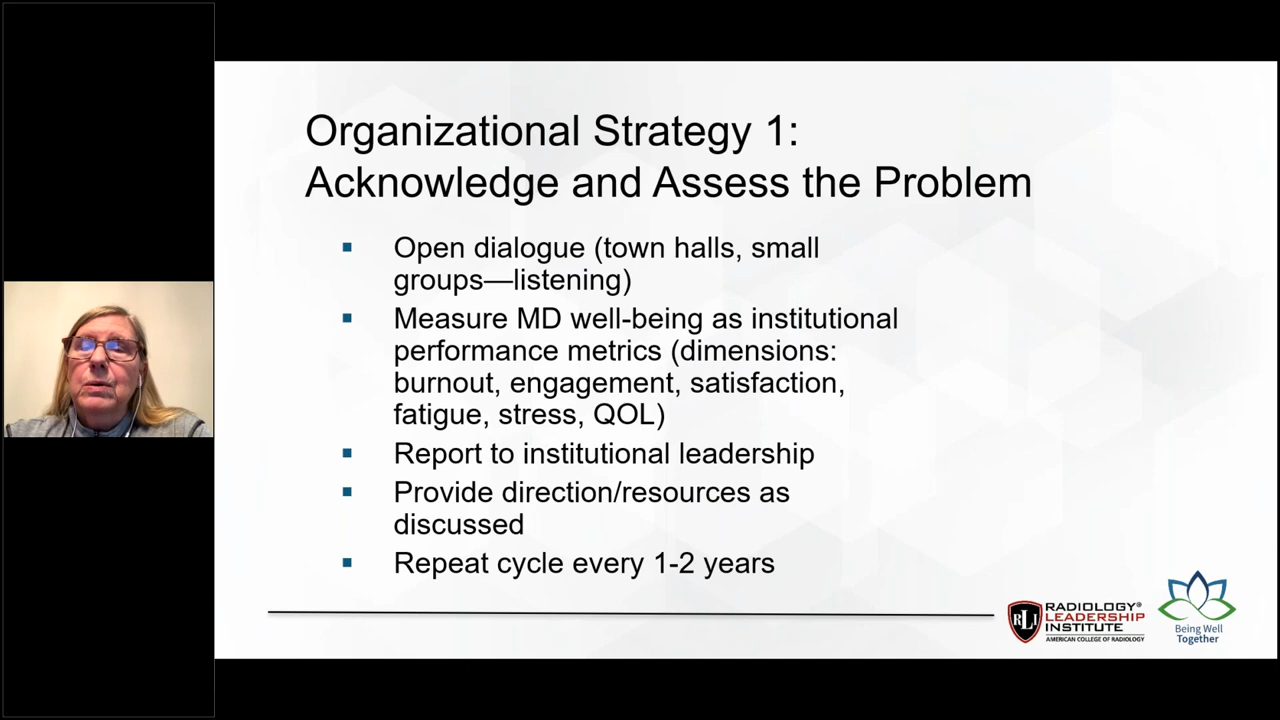 Organizational Strategy 1:
Acknowledge and Assess the Problem
▪ Open dialogue (town halls, small
groups—listening)
▪ Measure MD well-being as institutional
performance metrics (dimensions:
burnout, engagement, satisfaction,
fatigue, stress, QOL)
▪ Report to institutional leadership
▪ Provide direction/resources as
discussed
▪ Repeat cycle every 1-2 years
RLI
RADIOLOGY®
LEADERSHIP
INSTITUTE
AMERICAN COLLEGE OF RADIOLOGY
Being Well
Together